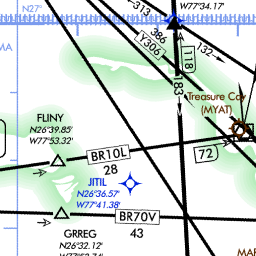 N27°
W77°34.17'
MA
313
386
132
Y306
118
183
Treasure Cay
(MYAT)
FLINY
N26°39.85'
W77°53.32'
BR10L
28
72
JITIL
N26°36.57'
W77°41.38'
BR70V
43
GRREG
N26°32.12'
MAR